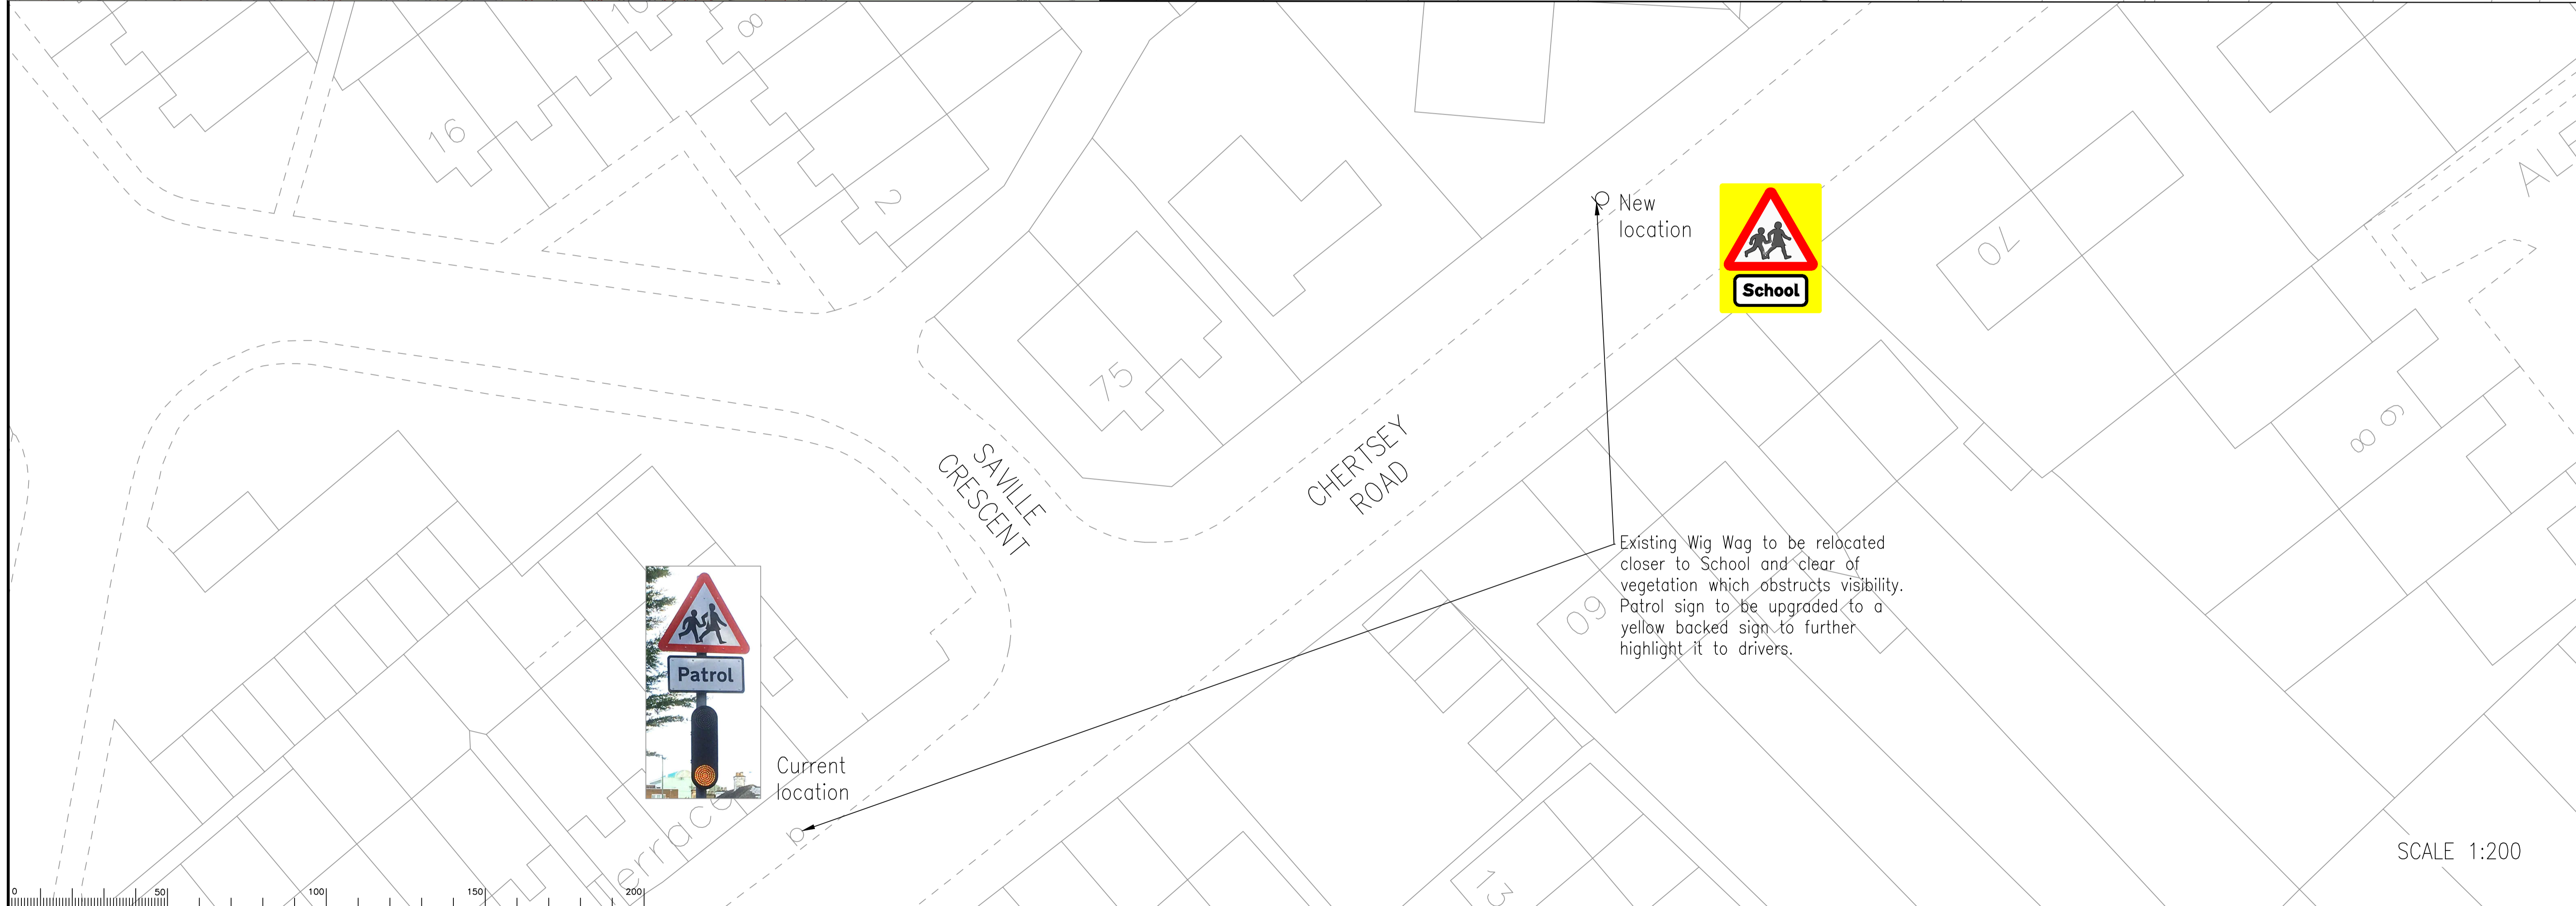 16
8
2
75
New
location
School
70
SAVILLE
CRESCENT
CHERTSEY
ROAD
Existing Wig Wag to be relocated
closer to School and clear of
vegetation which obstructs visibility.
Patrol sign to be upgraded to a
yellow backed sign to further
highlight it to drivers.
60
Patrol
Current
location
Terrace
13
SCALE 1:200
0 50 100 150 200